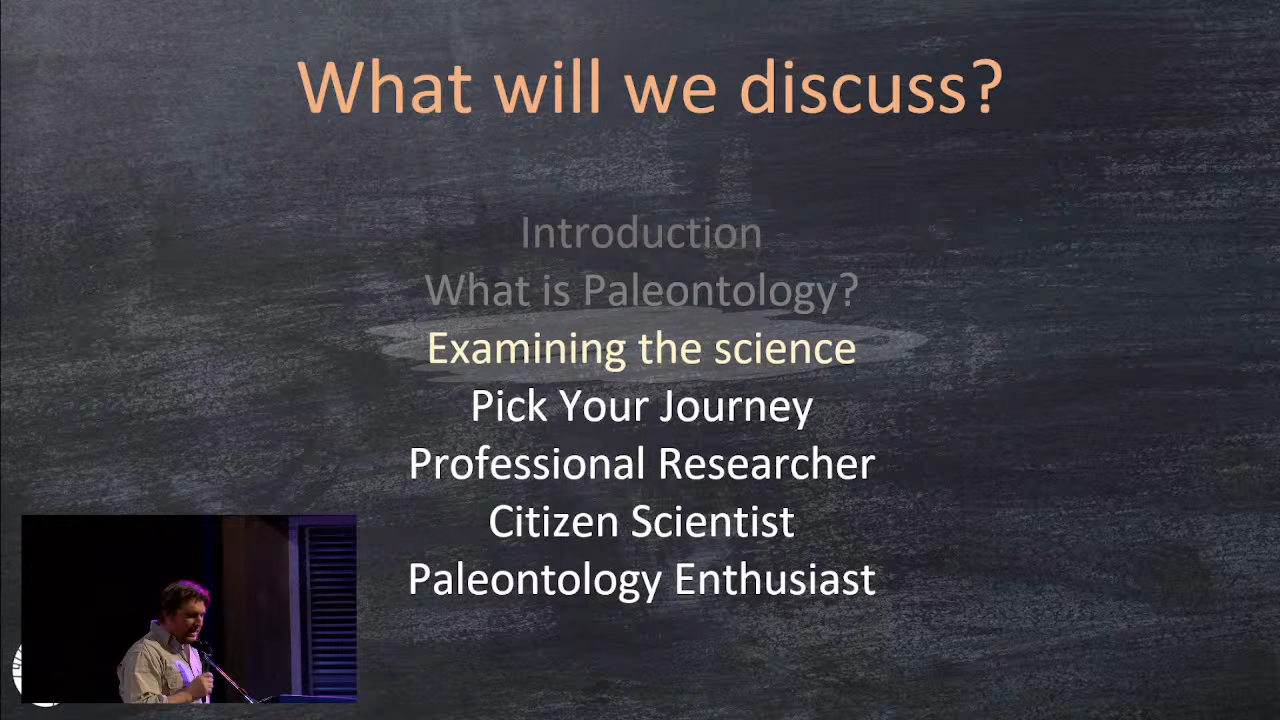 What will we discuss?
Introduction
What is Paleontology?
Examining the science
Pick Your Journey
Professional Researcher
Citizen Scientist
Paleontology Enthusiast